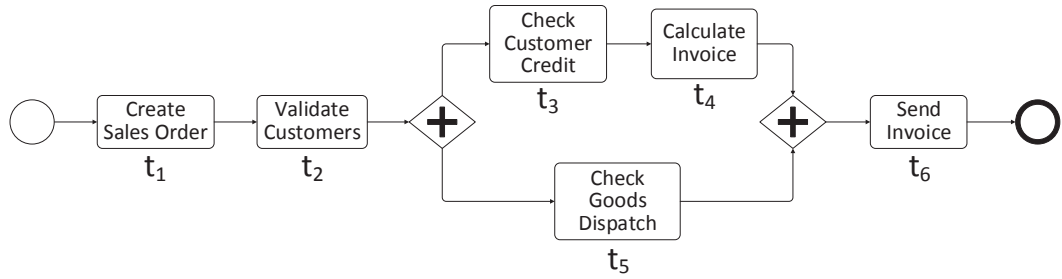 Create
Sales Order
t1
Validate
Customers
t2
Check
Customer
Credit
t3
Calculate
Invoice
t4
Check
Goods
Dispatch
t5
Send
Invoice
t6